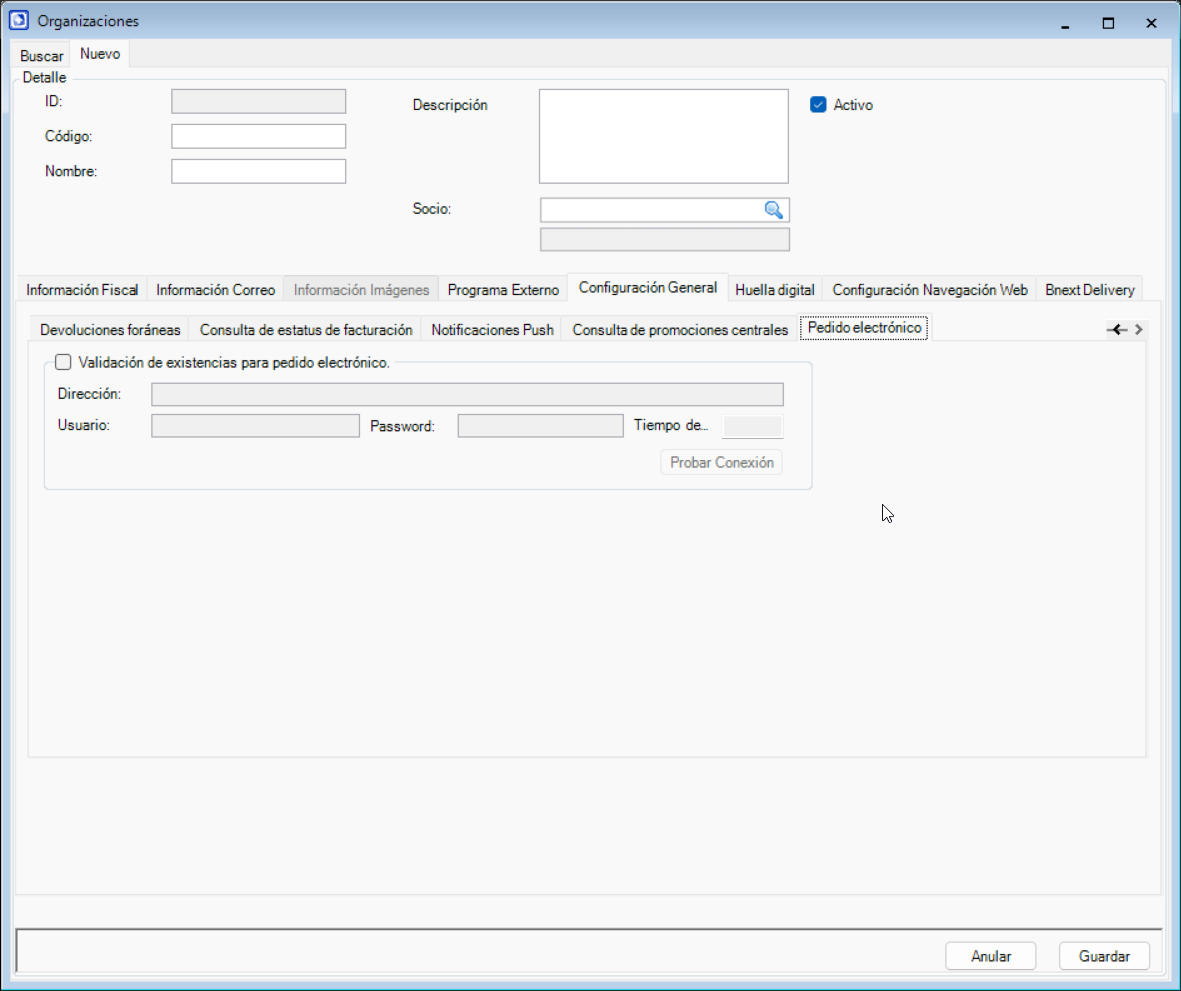 Organizaciones
Buscar Nuevo
Detalle
ID:
Código:
Nombre:
Descripción
Activo
Socio:
Información Fiscal Información Correo Información Imágenes Programa Externo Configuración General Huella digital Configuración Navegación Web Bnext Delivery
Devoluciones foráneas Consulta de estatus de facturación Notificaciones Push Consulta de promociones centrales Pedido electrónico
Validación de existencias para pedido electrónico.
Dirección:
Usuario: Password: Tiempo de...
Probar Conexión
Anular Guardar